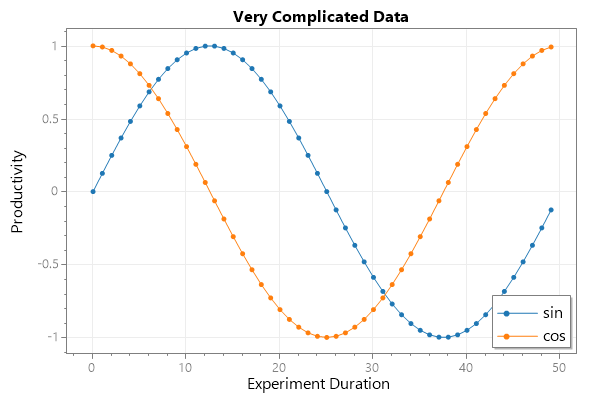 Very Complicated Data
Productivity
1
0.5
0
-0.5
-1
0 10 20 30 40 50
Experiment Duration
sin
cos